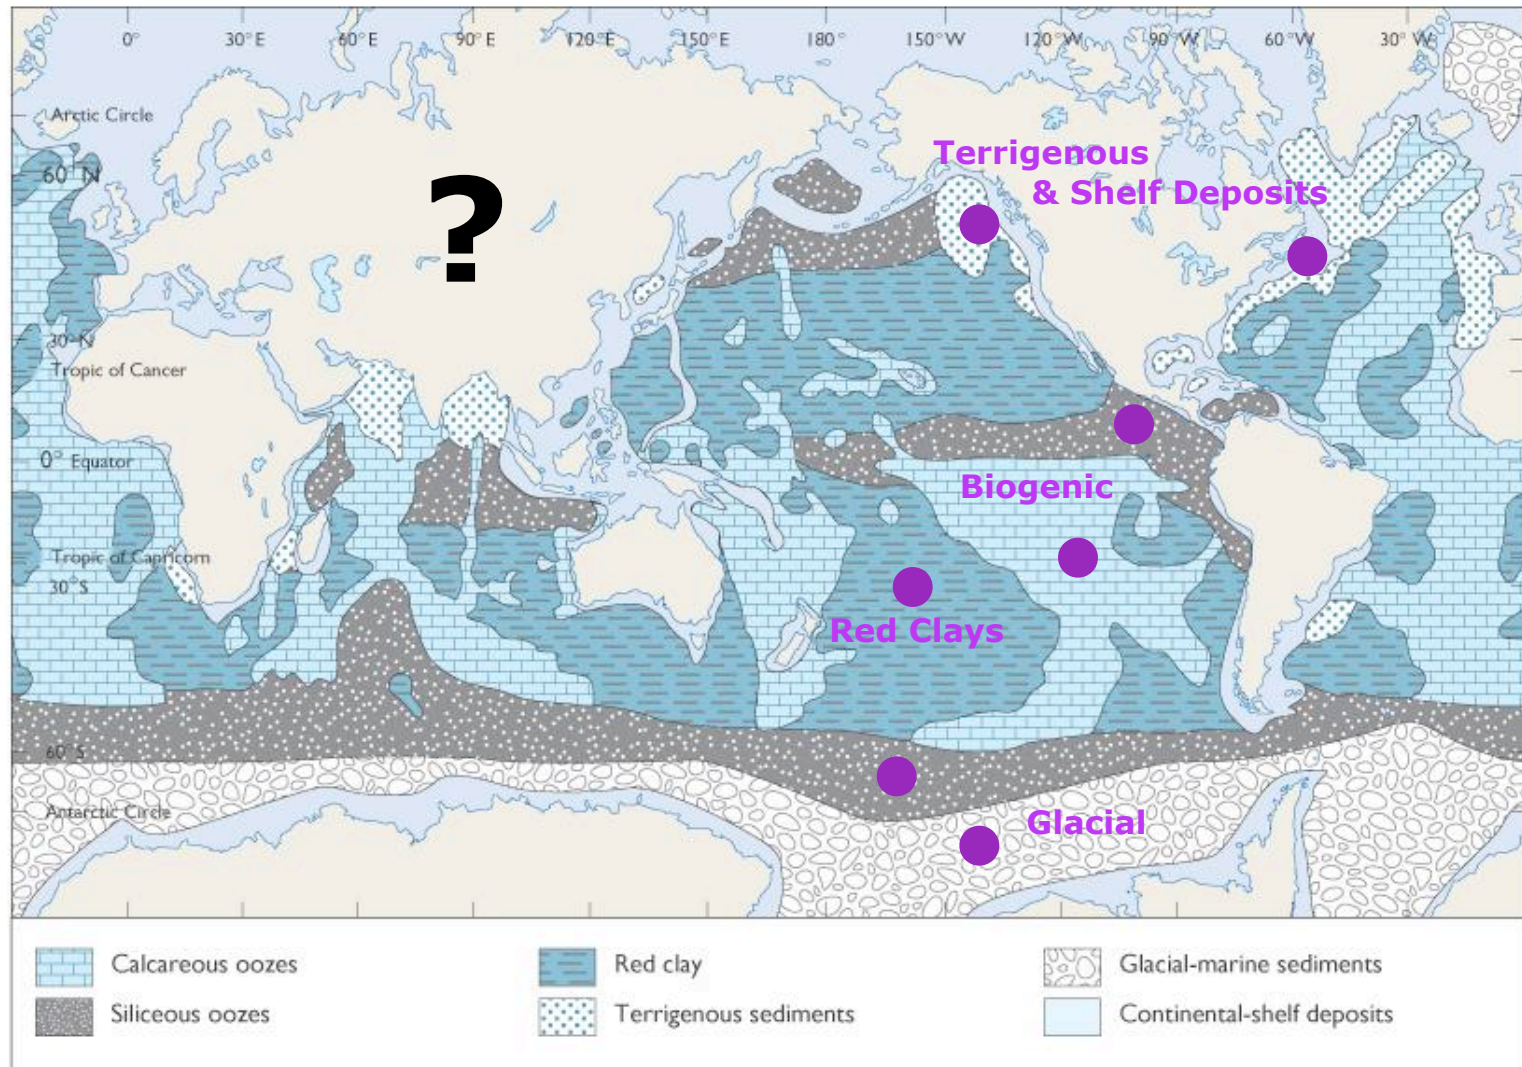 0° 30°E 60°E 90°E 120°E 150°E 180° 150°W 120°W 90°W 60°W 30°W
Arctic Circle
Terrigenous
60° N
?
& Shelf Deposits
30°N
Tropic of Cancer
0° Equator
Biogenic
Tropic of Capricorn
30°S
Red Clays
60°S
Antarctic Circle
Glacial
Calcareous oozes
Red clay
Glacial-marine sediments
Siliceous oozes
Terrigenous sediments
Continental-shelf deposits